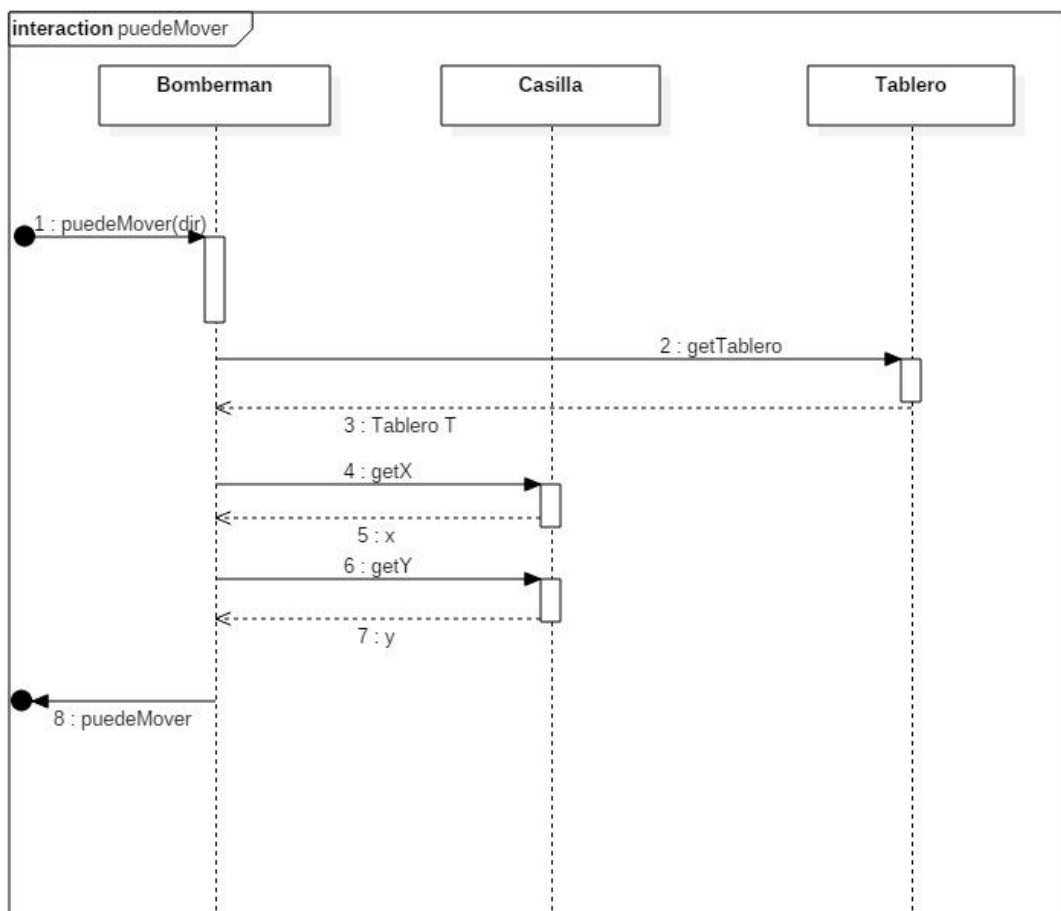 interaction puedeMover
Bomberman
Casilla
Tablero
1 : puedeMover(dir)
2 : getTablero
3 : Tablero T
4 : getX
5 : x
6 : getY
7 : y
8 : puedeMover